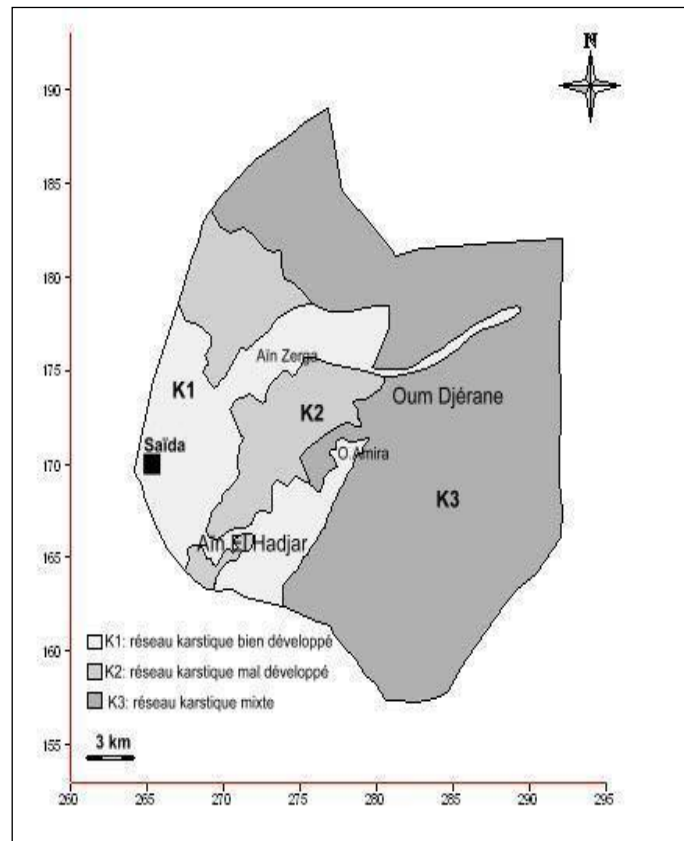 N
190
185
180
175
170
165
160
155
Aïn Zerga
K1
K2
Oum Djérane
Saïda
O.Amira
K3
Aïn El Hadjar
K1: réseau karstique bien développé
K2: réseau karstique mal développé
K3: réseau karstique mixte
3 km
260 265 270 275 280 285 290 295